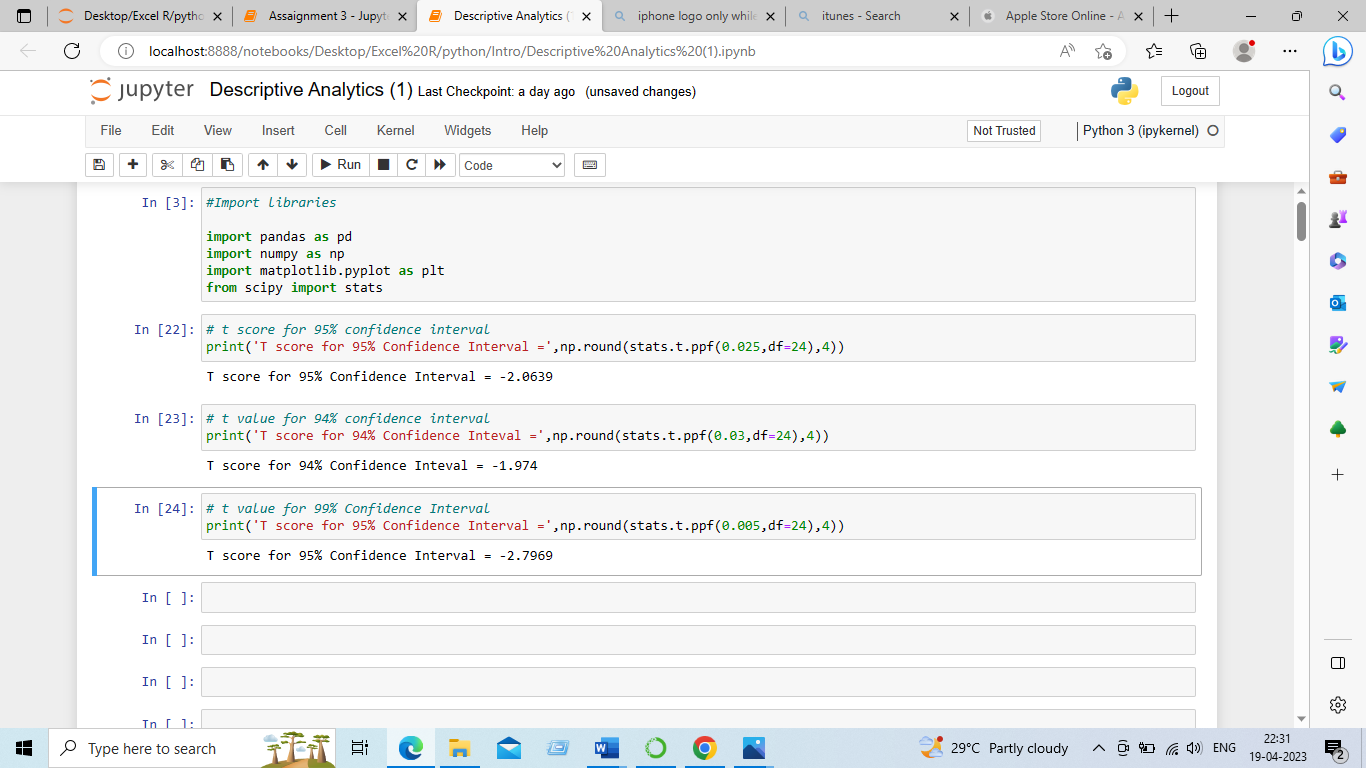 Desktop/Excel R/pytho
Assaignment 3 - Jupyt
Descriptive Analytics (
iphone logo only while
itunes - Search
Apple Store Online - A
localhost:8888/notebooks/Desktop/Excel%20R/python/Intro/Descriptive%20Analytics%20(1).ipynb
jupyter Descriptive Analytics (1) Last Checkpoint: a day ago (unsaved changes)
Logout
File Edit View Insert Cell Kernel Widgets Help
Not Trusted
Python 3 (ipykernel)
Run
Code
In [3]: #Import libraries
import pandas as pd
import numpy as np
import matplotlib.pyplot as plt
from scipy import stats
In [22]: # t score for 95% confidence interval
print('T score for 95% Confidence Interval =',np.round(stats.t.ppf(0.025,df=24),4))
T score for 95% Confidence Interval = -2.0639
In [23]: # t value for 94% confidence interval
print('T score for 94% Confidence Inteval =',np.round(stats.t.ppf(0.03,df=24),4))
T score for 94% Confidence Inteval = -1.974
In [24]: # t value for 99% Confidence Interval
print('T score for 95% Confidence Interval =',np.round(stats.t.ppf(0.005,df=24),4))
T score for 95% Confidence Interval = -2.7969
In [ ]:
In [ ]:
In [ ]:
In [ ]:
Type here to search
29°C Partly cloudy
ENG
22:31
19-04-2023
2